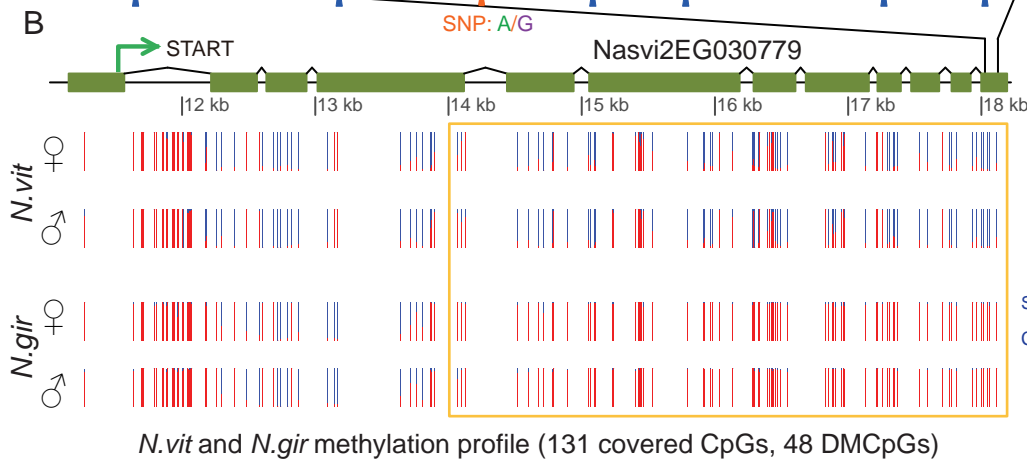 B
SNP: A/G
START
Nasvi2EG030779
12 kb
13 kb
14 kb
15 kb
16 kb
17 kb
18 kb
N.vit
♀
♂
N.gir
♀
♂
N.vit and N.gir methylation profile (131 covered CpGs, 48 DMCpGs)